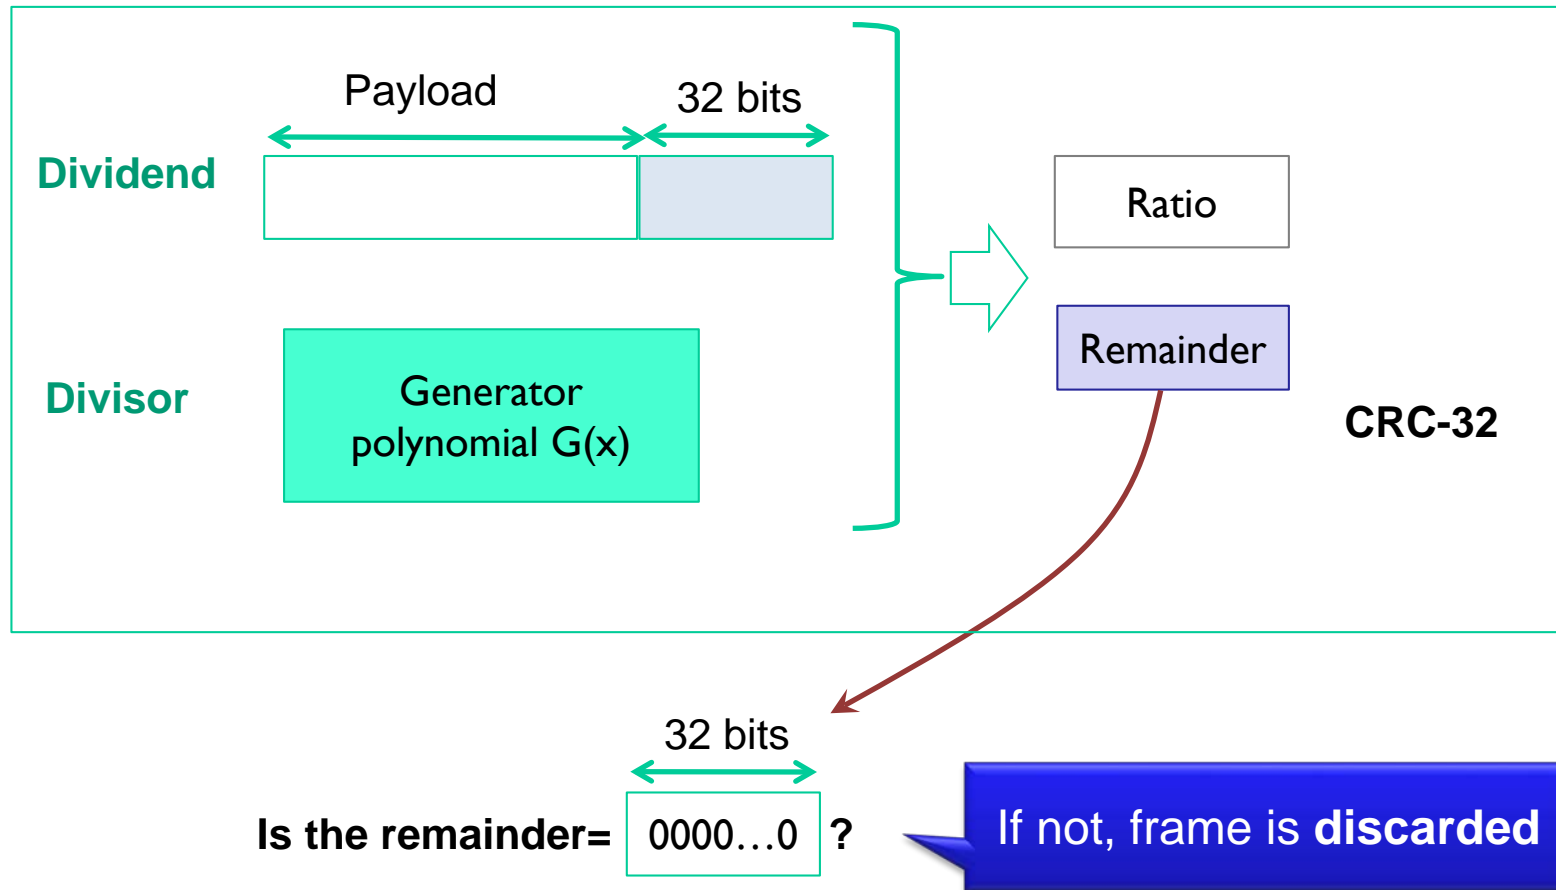 Payload
32 bits
Dividend
Ratio
Remainder
Divisor
Generator
polynomial G(x)
CRC-32
32 bits
Is the remainder= 0000...0 ?
If not, frame is discarded